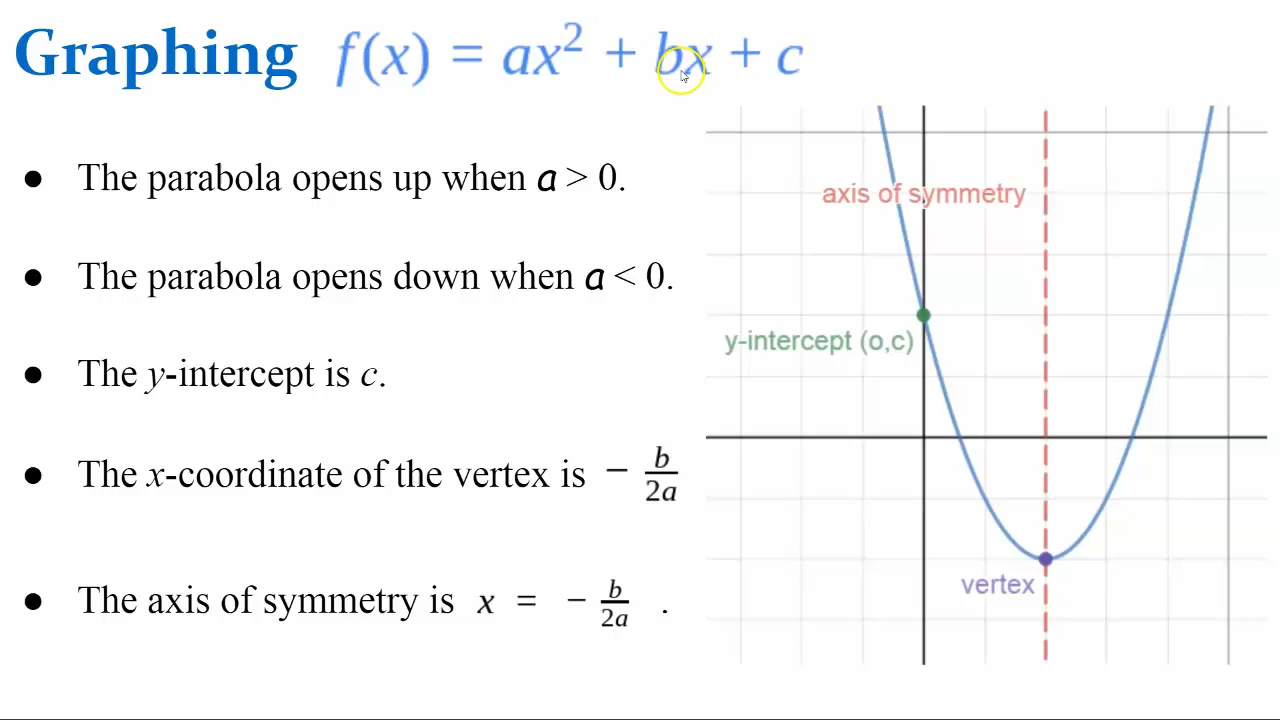 Graphing f(x) = ax² + bx + c
● The parabola opens up when a > 0.
● The parabola opens down when a < 0.
● The y-intercept is c.
● The x-coordinate of the vertex is − b/2a
● The axis of symmetry is x = − b/2a .
axis of symmetry
y-intercept (o,c)
vertex